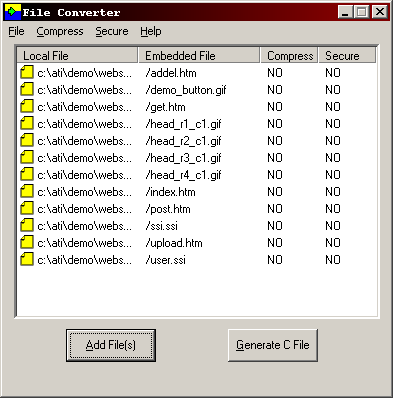 File Converter
File Compress Secure Help
Local File Embedded File Compress Secure
c:\ati\demo\webs... /addel.htm NO NO
c:\ati\demo\webs... /demo_button.gif NO NO
c:\ati\demo\webs... /get.htm NO NO
c:\ati\demo\webs... /head_r1_c1.gif NO NO
c:\ati\demo\webs... /head_r2_c1.gif NO NO
c:\ati\demo\webs... /head_r3_c1.gif NO NO
c:\ati\demo\webs... /head_r4_c1.gif NO NO
c:\ati\demo\webs... /index.htm NO NO
c:\ati\demo\webs... /post.htm NO NO
c:\ati\demo\webs... /ssi.ssi NO NO
c:\ati\demo\webs... /upload.htm NO NO
c:\ati\demo\webs... /user.ssi NO NO
Add File(s) Generate C File